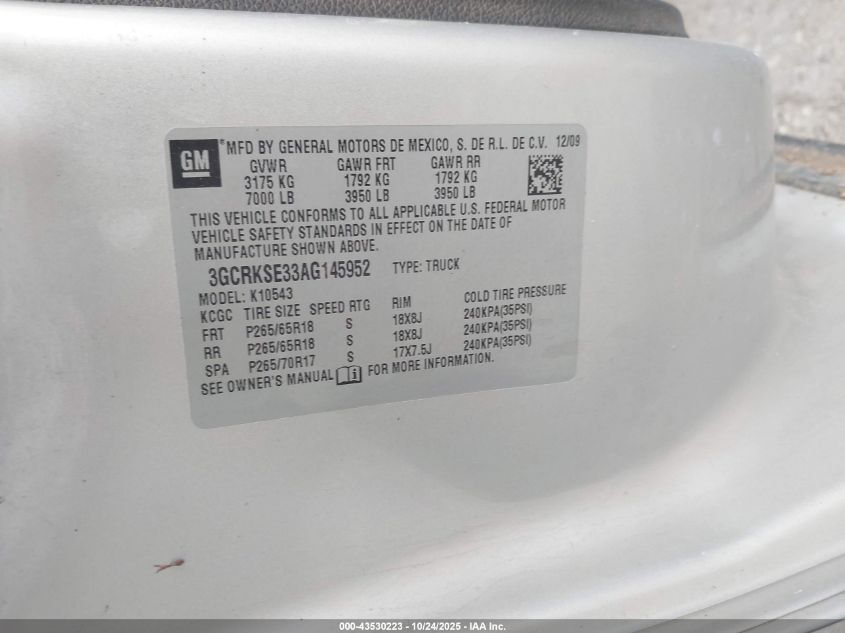 GM
®MFD BY GENERAL MOTORS DE MEXICO, S. DE R.L. DE C.V. 12/09
GVWR GAWR FRT GAWR RR
3175 KG 1792 KG 1792 KG
7000 LB 3950 LB 3950 LB
THIS VEHICLE CONFORMS TO ALL APPLICABLE U.S. FEDERAL MOTOR
VEHICLE SAFETY STANDARDS IN EFFECT ON THE DATE OF
MANUFACTURE SHOWN ABOVE.
3GCRKSE33AG145952 TYPE: TRUCK
MODEL: K10543
KCGC TIRE SIZE SPEED RTG RIM COLD TIRE PRESSURE
FRT P265/65R18 S 18X8J 240KPA(35PSI)
RR P265/65R18 S 18X8J 240KPA(35PSI)
SPA P265/70R17 S 17X7.5J 240KPA(35PSI)
SEE OWNER'S MANUAL i FOR MORE INFORMATION.
000-43530223 - 10/24/2025 - IAA Inc.